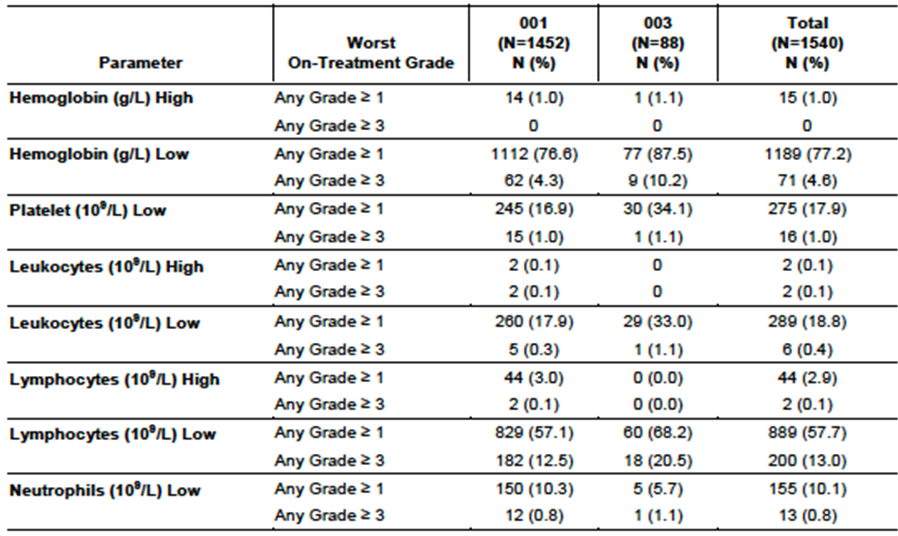 Parameter Worst On-Treatment Grade 001 (N=1452) N (%) 003 (N=88) N (%) Total (N=1540) N (%)
Hemoglobin (g/L) High Any Grade ≥ 1 14 (1.0) 1 (1.1) 15 (1.0)
Any Grade ≥ 3 0 0 0
Hemoglobin (g/L) Low Any Grade ≥ 1 1112 (76.6) 77 (87.5) 1189 (77.2)
Any Grade ≥ 3 62 (4.3) 9 (10.2) 71 (4.6)
Platelet (10⁹/L) Low Any Grade ≥ 1 245 (16.9) 30 (34.1) 275 (17.9)
Any Grade ≥ 3 15 (1.0) 1 (1.1) 16 (1.0)
Leukocytes (10⁹/L) High Any Grade ≥ 1 2 (0.1) 0 2 (0.1)
Any Grade ≥ 3 2 (0.1) 0 2 (0.1)
Leukocytes (10⁹/L) Low Any Grade ≥ 1 260 (17.9) 29 (33.0) 289 (18.8)
Any Grade ≥ 3 5 (0.3) 1 (1.1) 6 (0.4)
Lymphocytes (10⁹/L) High Any Grade ≥ 1 44 (3.0) 0 (0.0) 44 (2.9)
Any Grade ≥ 3 2 (0.1) 0 (0.0) 2 (0.1)
Lymphocytes (10⁹/L) Low Any Grade ≥ 1 829 (57.1) 60 (68.2) 889 (57.7)
Any Grade ≥ 3 182 (12.5) 18 (20.5) 200 (13.0)
Neutrophils (10⁹/L) Low Any Grade ≥ 1 150 (10.3) 5 (5.7) 155 (10.1)
Any Grade ≥ 3 12 (0.8) 1 (1.1) 13 (0.8)